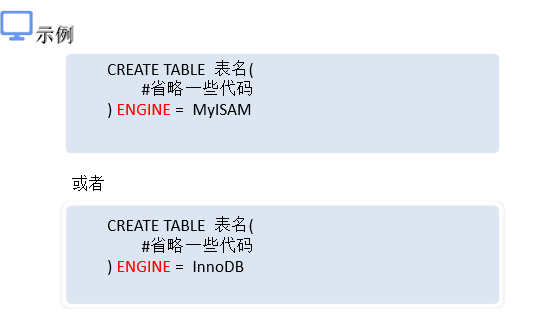 示例
CREATE TABLE 表名(
#省略一些代码
) ENGINE = MyISAM
或者
CREATE TABLE 表名(
#省略一些代码
) ENGINE = InnoDB